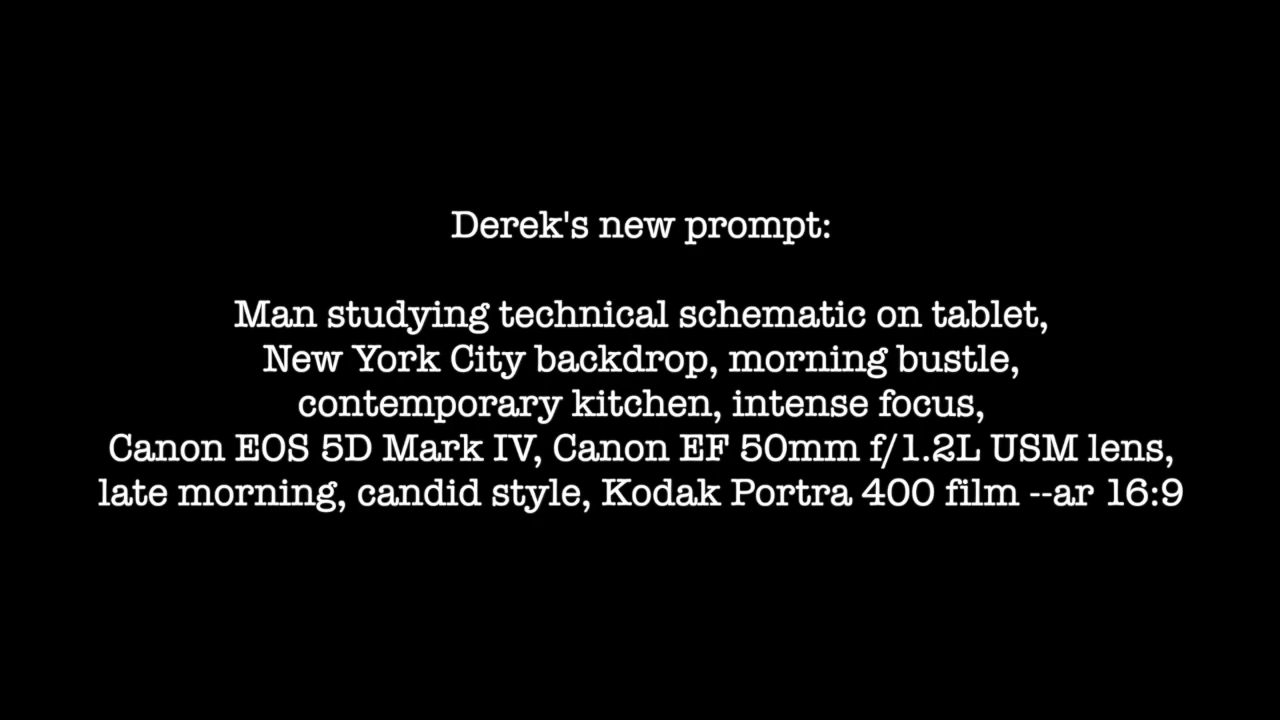 Derek's new prompt:
Man studying technical schematic on tablet,
New York City backdrop, morning bustle,
contemporary kitchen, intense focus,
Canon EOS 5D Mark IV, Canon EF 50mm f/1.2L USM lens,
late morning, candid style, Kodak Portra 400 film --ar 16:9